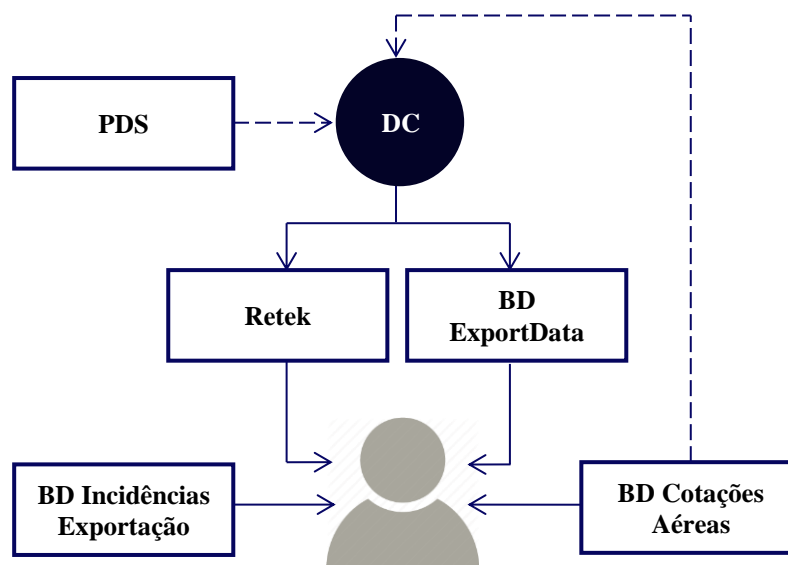 PDS
DC
Retek
BD
ExportData
BD Incidências
Exportação
BD Cotações
Aéreas